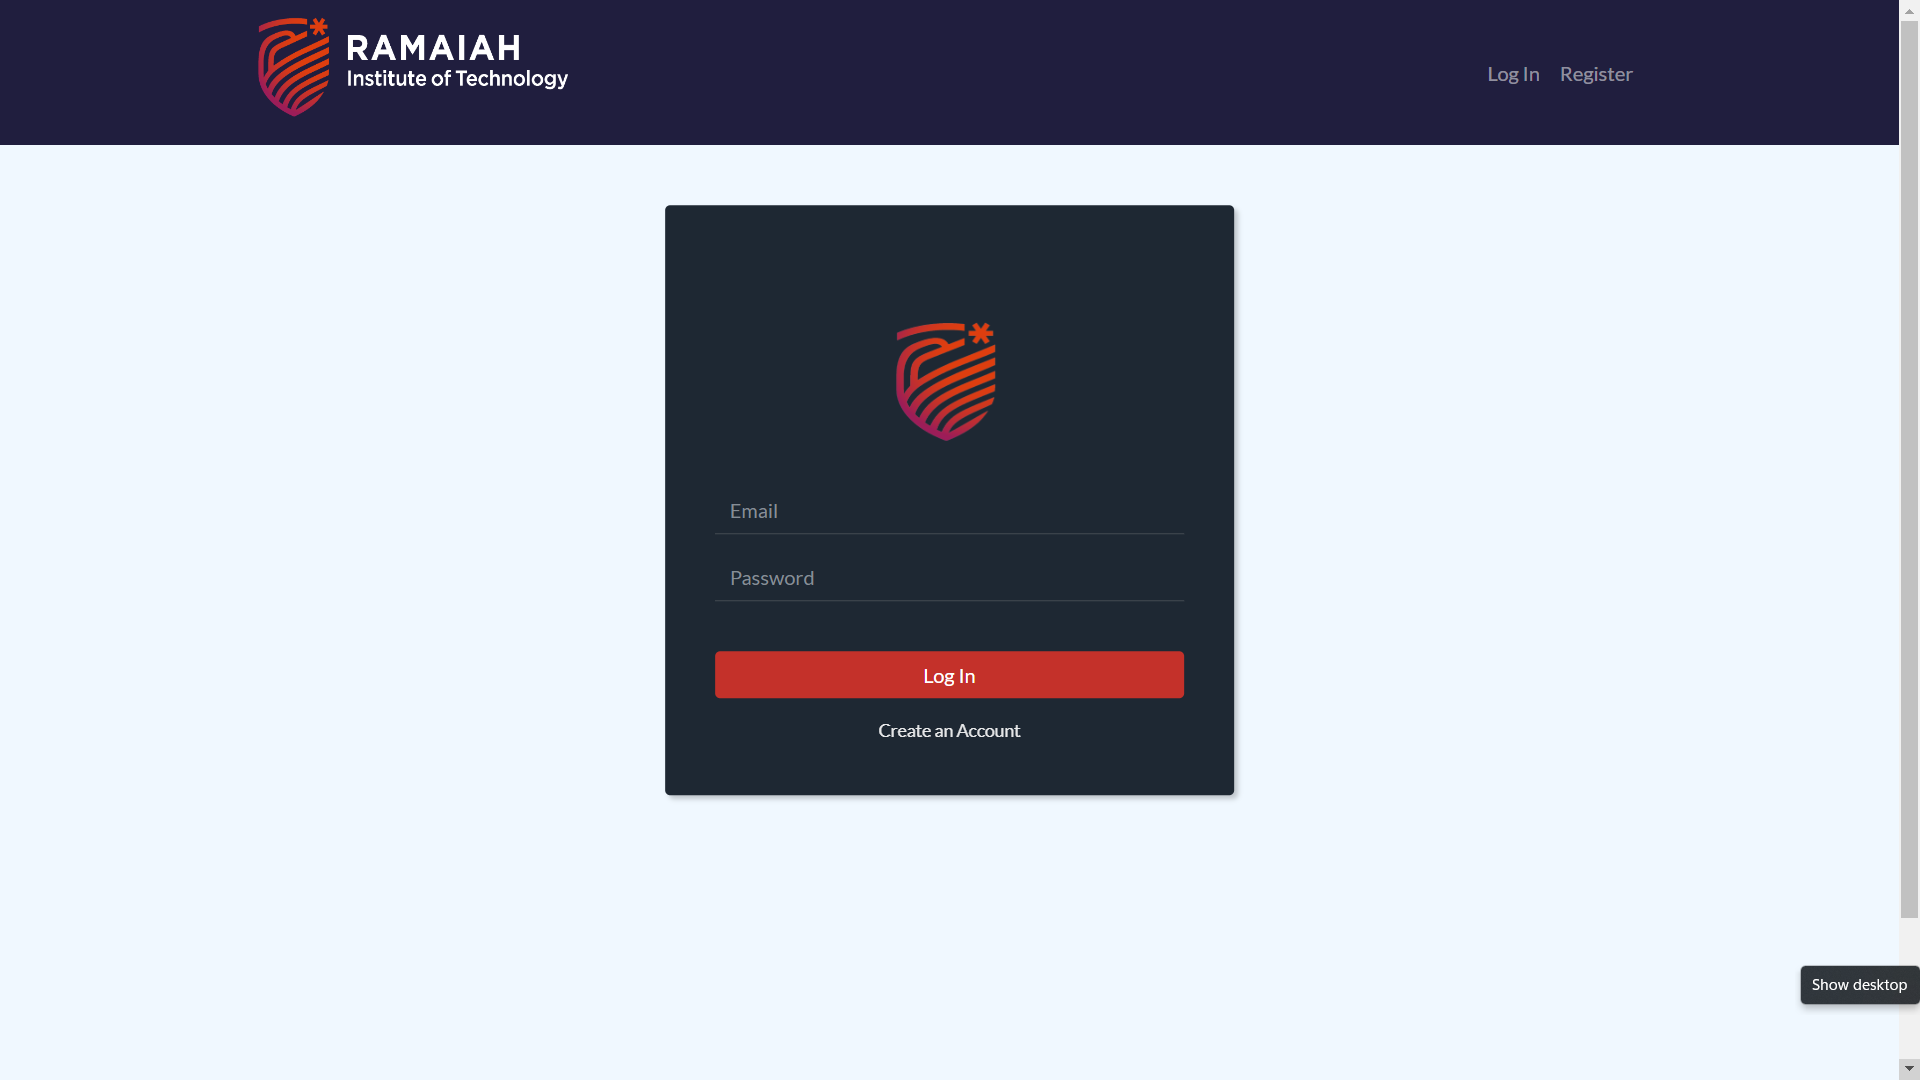 RAMAIAH
Institute of Technology
Log In
Register
Email
Password
Log In
Create an Account
Show desktop